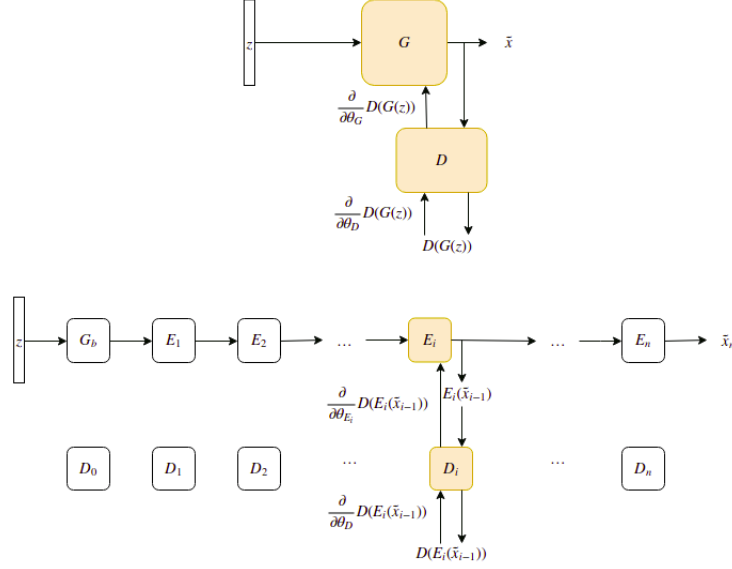 z G x̃
∂/∂θ_G D(G(z))
D
∂/∂θ_D D(G(z))
D(G(z))
z G_b E_1 E_2 ... E_i ... E_n
∂/∂θ_{E_i} D(E_i(x̃_{i-1})) E_i(x̃_{i-1})
D_0 D_1 D_2 ... D_i ... D_n
∂/∂θ_D D(E_i(x̃_{i-1}))
D(E_i(x̃_{i-1}))